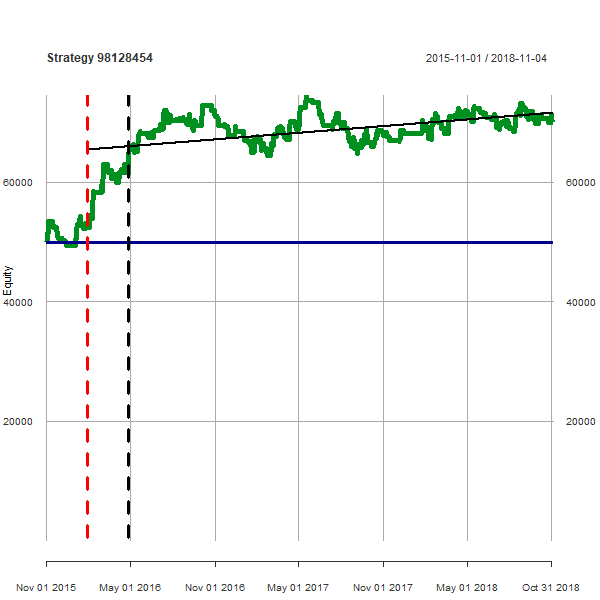 Strategy 98128454
2015-11-01 / 2018-11-04
60000
60000
Equity
40000
40000
20000
20000
Nov 01 2015
May 01 2016
Nov 01 2016
May 01 2017
Nov 01 2017
May 01 2018
Oct 31 2018